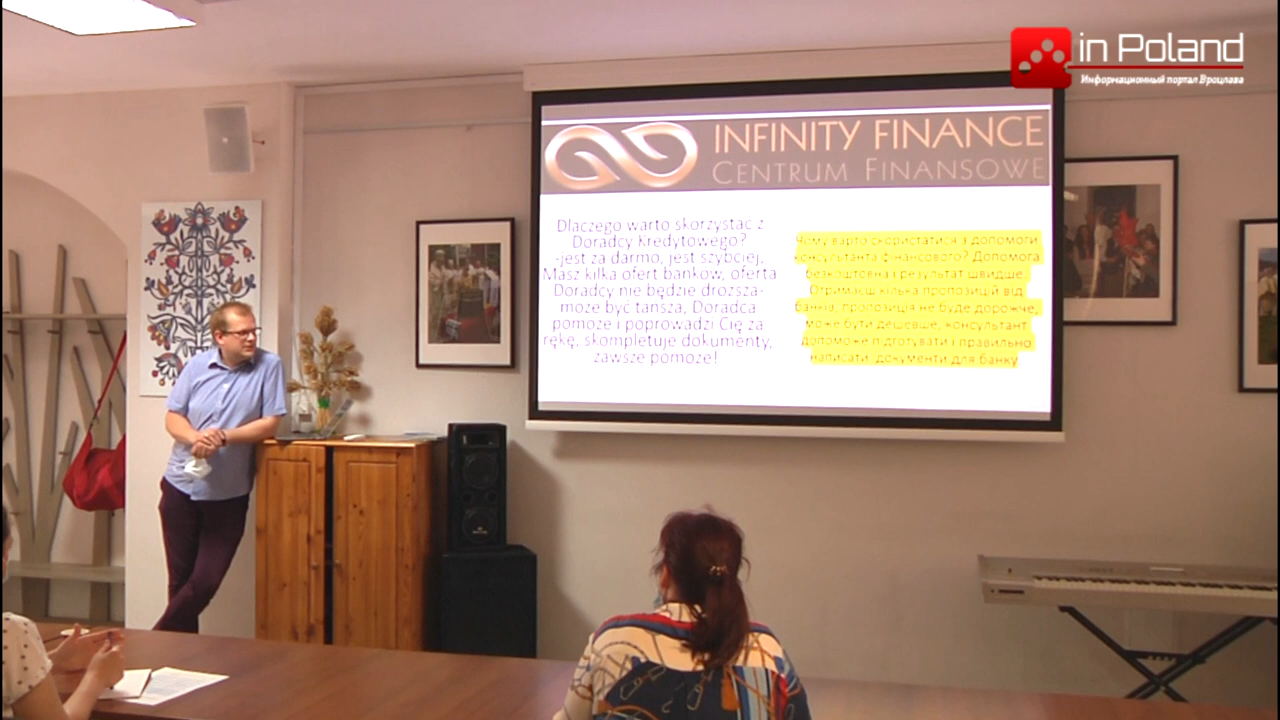 in Poland
Информационный портал Вроцлава
INFINITY FINANCE
CENTRUM FINANSOWE
Dlaczego warto skorzystać z
Doradcy Kredytowego?
-jest za darmo, jest szybciej,
Masz kilka ofert banków, oferta
Doradcy nie będzie droższa-
może być tańsza, Doradca
pomoże i poprowadzi Cię za
rękę, skompletuje dokumenty,
zawsze pomoże!
Чому варто скористатися з допомоги
консультанта фінансового? Допомога
безкоштовна і результат швидше.
Отримаєш кілька пропозицій від
банків, пропозиція не буде дорожче,
може бути дешевше, консультант
допоможе підготувати і правильно
написати документи для банку